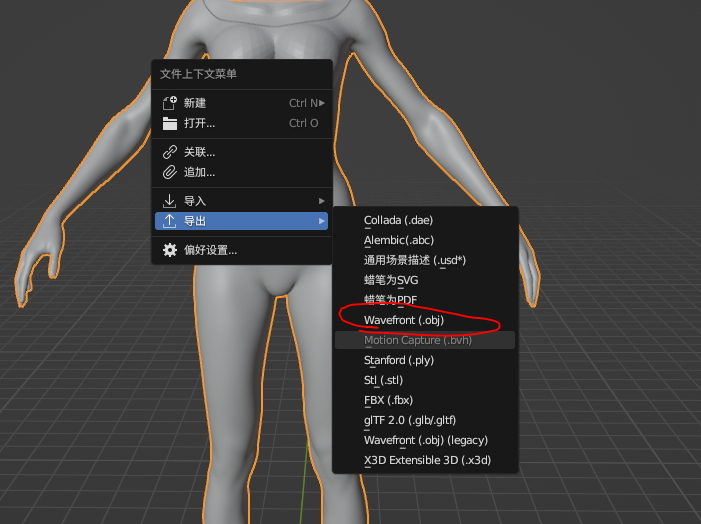 文件上下文菜单
新建 Ctrl N
打开... Ctrl O
关联...
追加...
导入
导出
偏好设置...
Collada (.dae)
Alembic(.abc)
通用场景描述 (.usd*)
蜡笔为SVG
蜡笔为PDF
Wavefront (.obj)
Motion Capture (.bvh)
Stanford (.ply)
Stl (.stl)
FBX (.fbx)
glTF 2.0 (.glb/.gltf)
Wavefront (.obj) (legacy)
X3D Extensible 3D (.x3d)